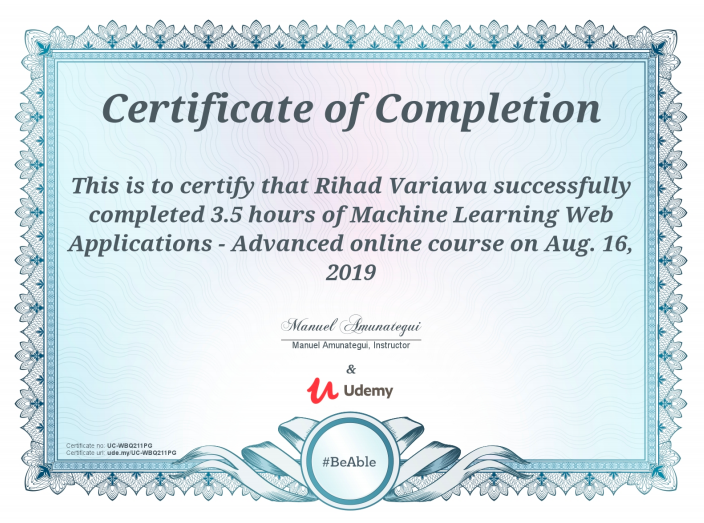 Certificate of Completion
This is to certify that Rihad Variawa successfully
completed 3.5 hours of Machine Learning Web
Applications - Advanced online course on Aug. 16,
2019
Manuel Amunategui
Manuel Amunategui, Instructor
&
Udemy
Certificate no: UC-WBQ211PG
Certificate url: ude.my/UC-WBQ211PG
#BeAble